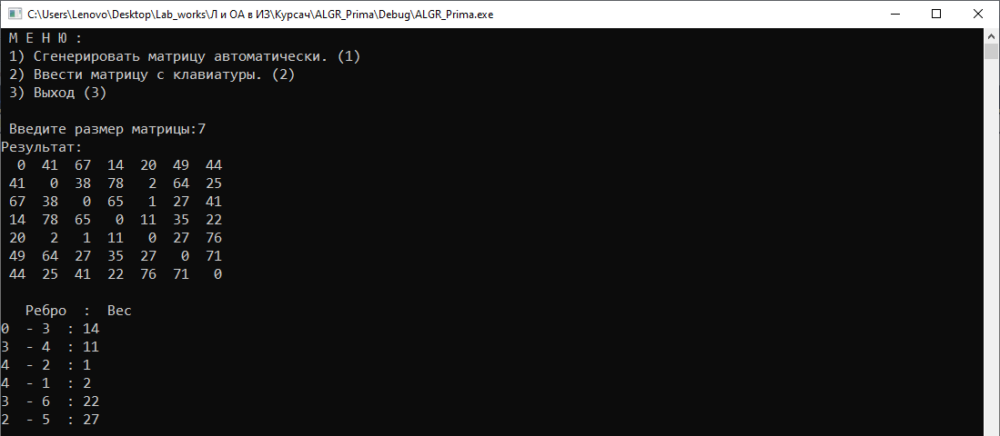 C:\Users\Lenovo\Desktop\Lab_works\Л и ОА в ИЗ\Курсач\ALGR_Prima\Debug\ALGR_Prima.exe
М Е Н Ю :
1) Сгенерировать матрицу автоматически. (1)
2) Ввести матрицу с клавиатуры. (2)
3) Выход (3)
Введите размер матрицы:7
Результат:
0 41 67 14 20 49 44
41 0 38 78 2 64 25
67 38 0 65 1 27 41
14 78 65 0 11 35 22
20 2 1 11 0 27 76
49 64 27 35 27 0 71
44 25 41 22 76 71 0
Ребро : Вес
0 - 3 : 14
3 - 4 : 11
4 - 2 : 1
4 - 1 : 2
3 - 6 : 22
2 - 5 : 27